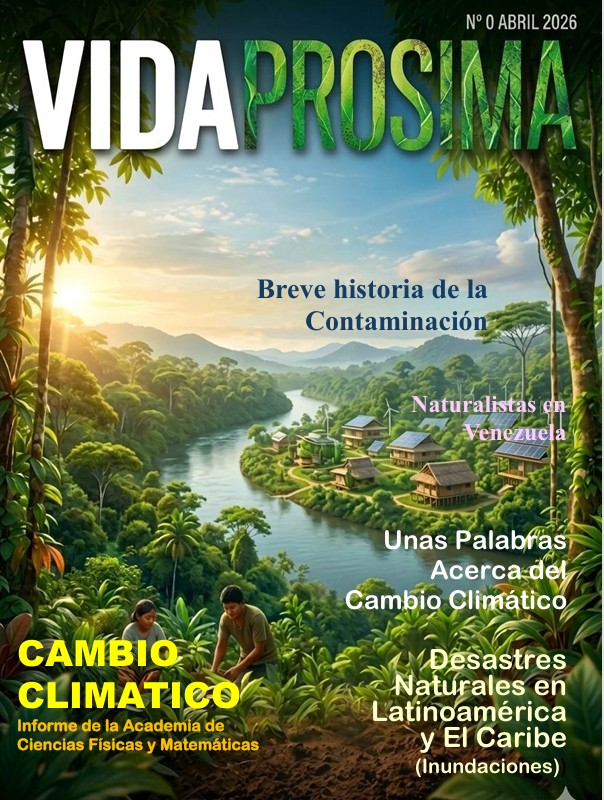 Nº 0 ABRIL 2026
VIDAPROSIMA
Breve historia de la
Contaminación
Naturalistas en
Venezuela
Unas Palabras
Acerca del
Cambio Climático
CAMBIO
CLIMATICO
Informe de la Academia de
Ciencias Físicas y Matemáticas
Desastres
Naturales en
Latinoamérica
y El Caribe
(Inundaciones)